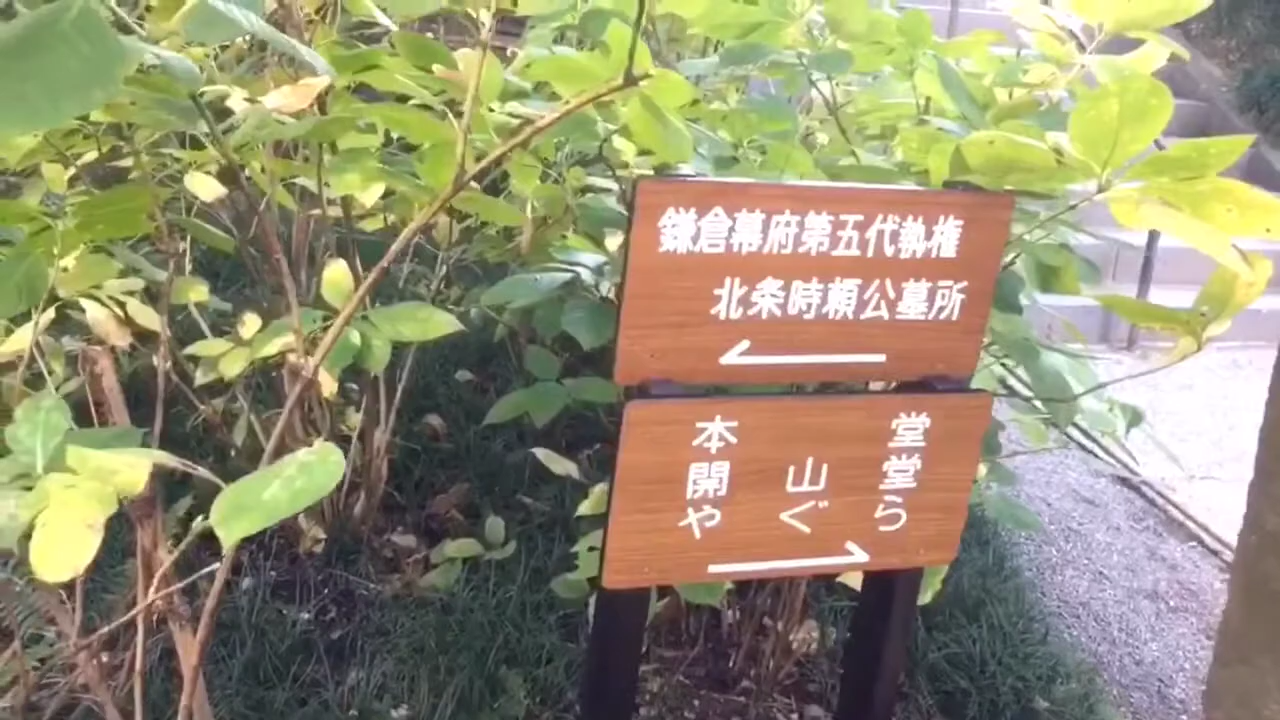 鎌倉幕府第五代執権
北条時頼公墓所
本堂
開山堂
やぐら